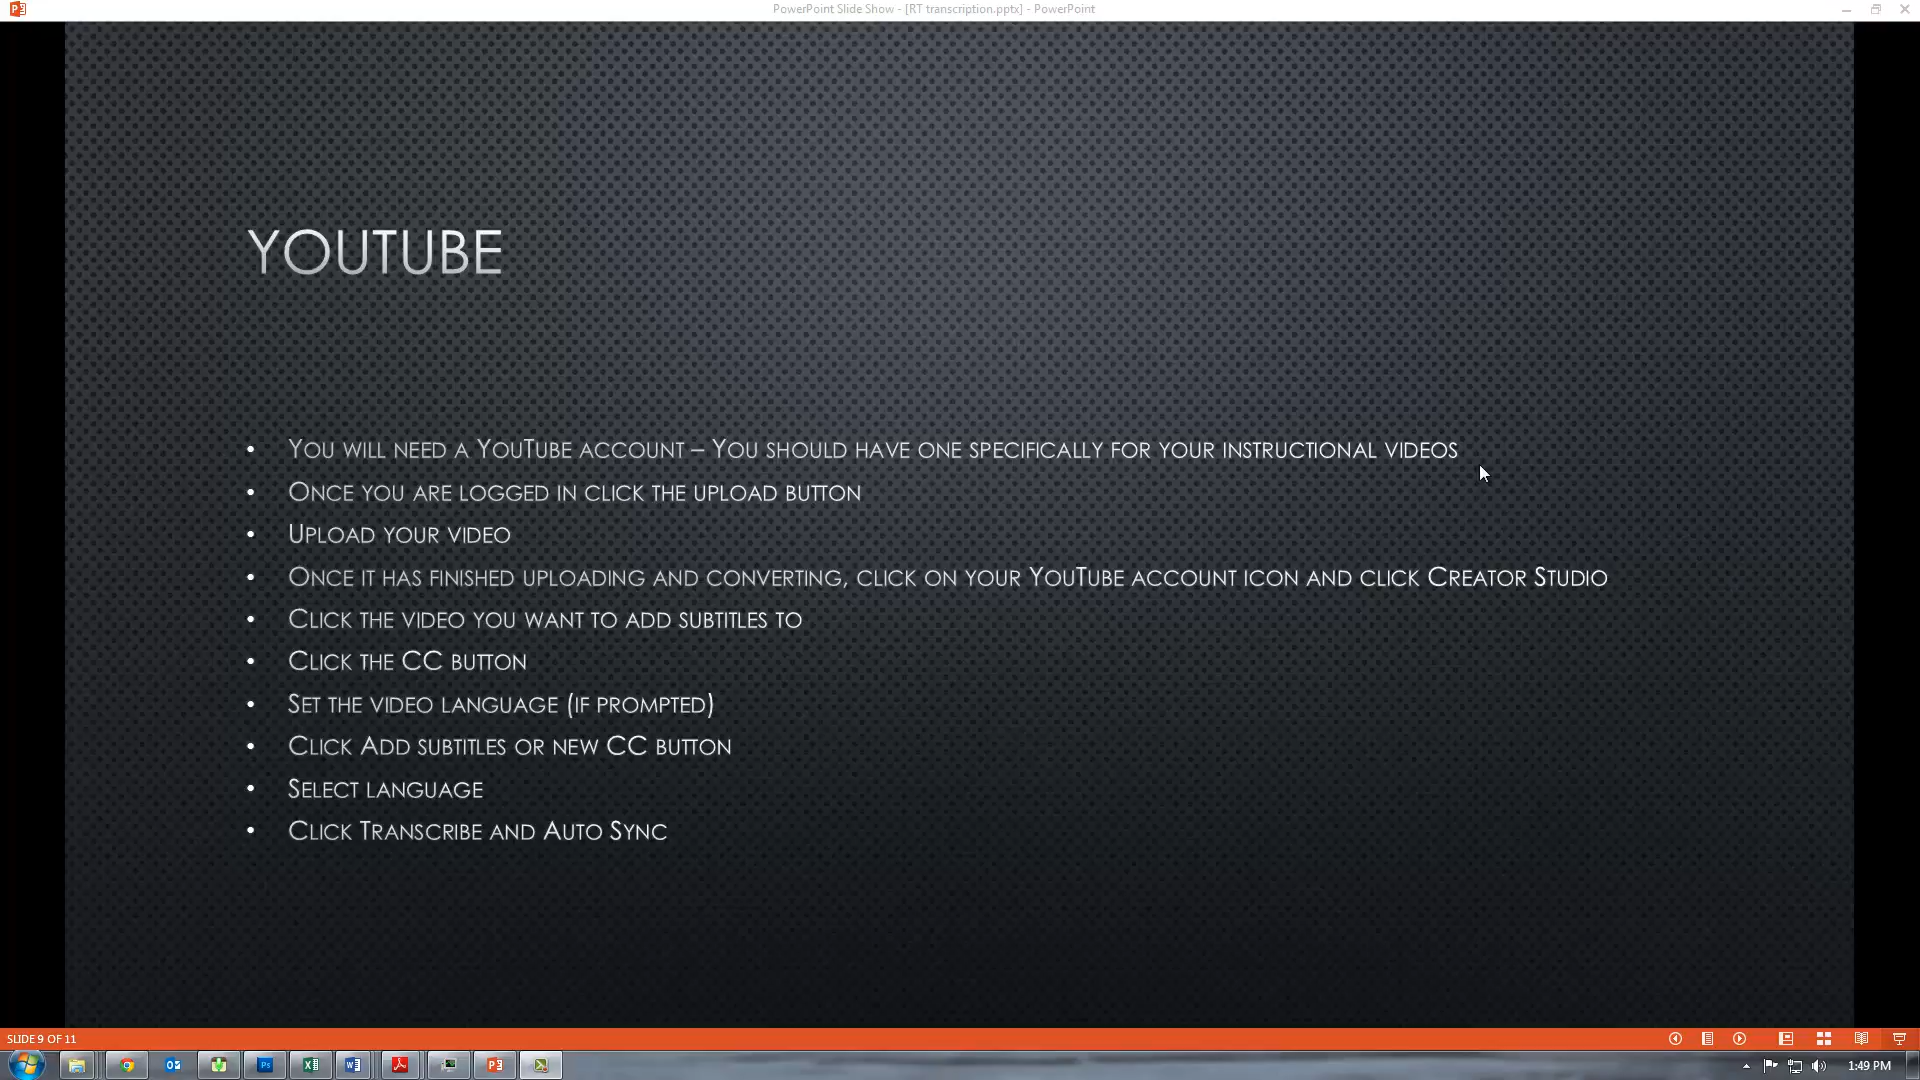 PowerPoint Slide Show - [RT transcription.pptx] - PowerPoint
YOUTUBE
• YOU WILL NEED A YOUTUBE ACCOUNT – YOU SHOULD HAVE ONE SPECIFICALLY FOR YOUR INSTRUCTIONAL VIDEOS
• ONCE YOU ARE LOGGED IN CLICK THE UPLOAD BUTTON
• UPLOAD YOUR VIDEO
• ONCE IT HAS FINISHED UPLOADING AND CONVERTING, CLICK ON YOUR YOUTUBE ACCOUNT ICON AND CLICK CREATOR STUDIO
• CLICK THE VIDEO YOU WANT TO ADD SUBTITLES TO
• CLICK THE CC BUTTON
• SET THE VIDEO LANGUAGE (IF PROMPTED)
• CLICK ADD SUBTITLES OR NEW CC BUTTON
• SELECT LANGUAGE
• CLICK TRANSCRIBE AND AUTO SYNC
SLIDE 9 OF 11
1:49 PM